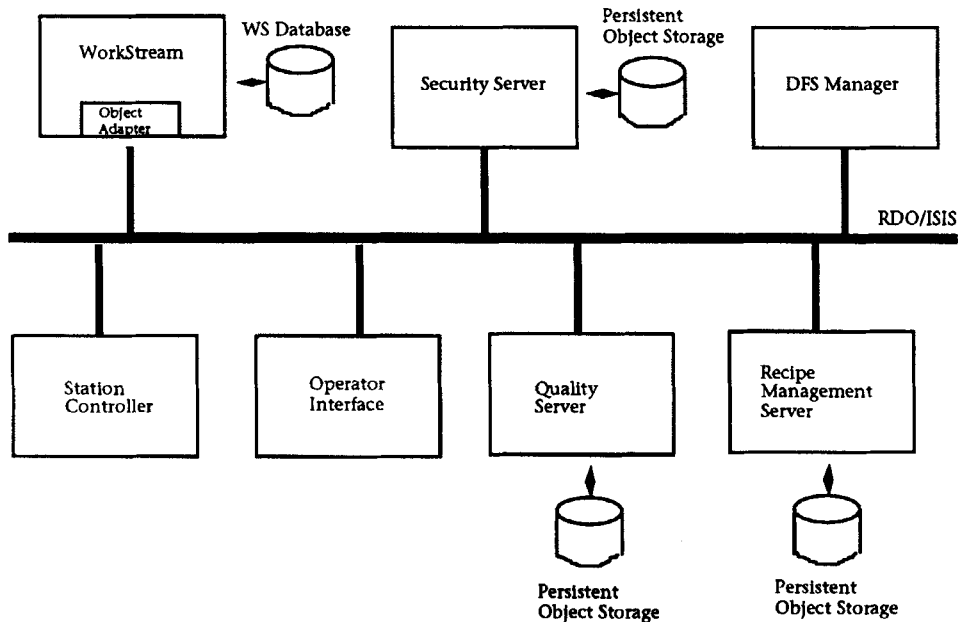 WS Database
Persistent
Object Storage
WorkStream
Object
Adapter
Security Server
DFS Manager
RDO/ISIS
Station
Controller
Operator
Interface
Quality
Server
Recipe
Management
Server
Persistent
Object Storage
Persistent
Object Storage